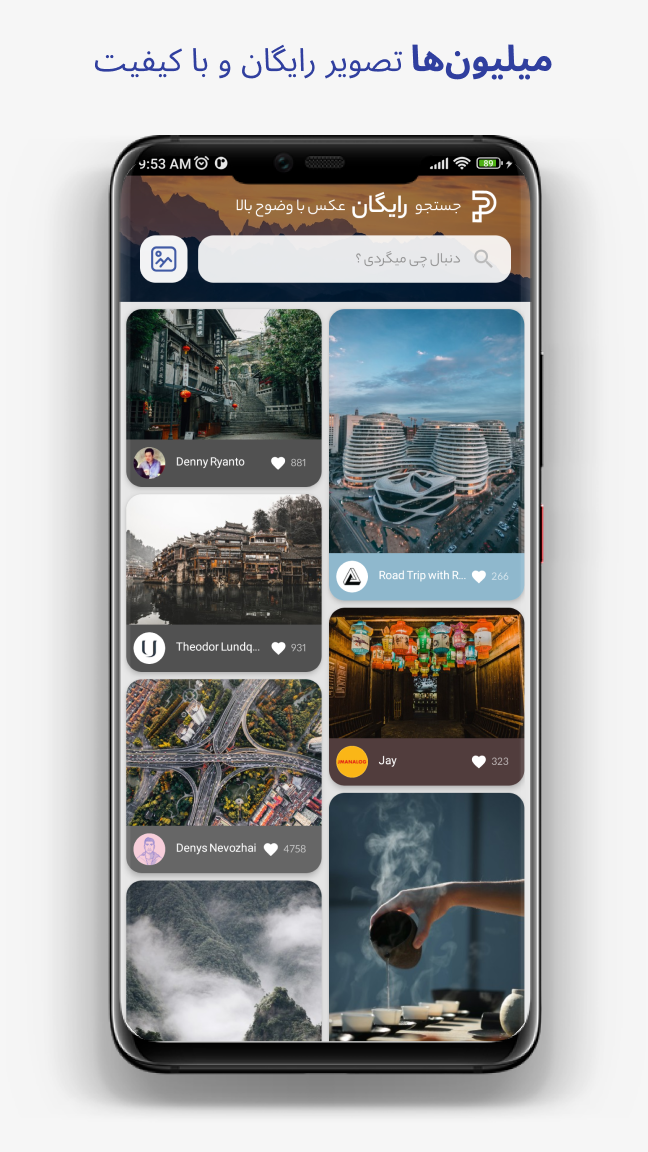 میلیون‌ها تصویر رایگان و با کیفیت
9:53 AM
89
جستجو رایگان عکس با وضوح بالا
دنبال چی میگردی ؟
Denny Ryanto 881
Road Trip with R... 266
Theodor Lundq... 931
Jay 323
JMANALOG
Denys Nevozhai 4758